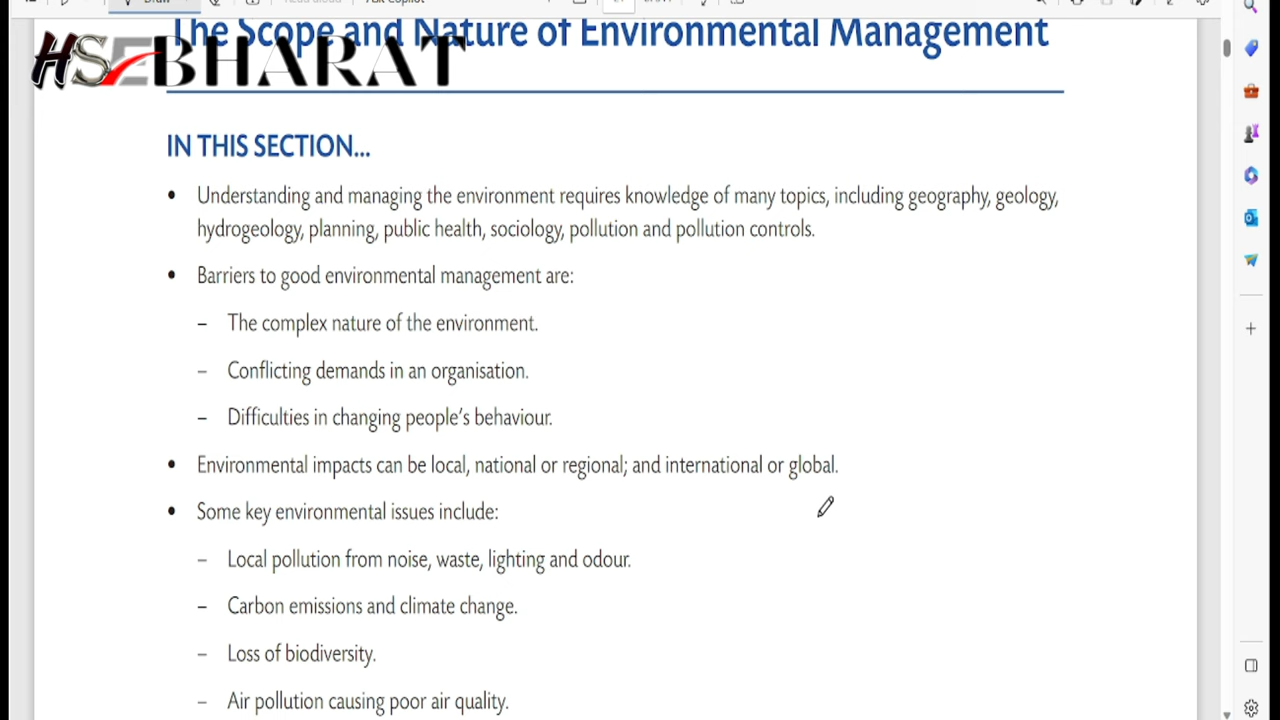 The Scope and Nature of Environmental Management
HSEBHARAT
IN THIS SECTION...
• Understanding and managing the environment requires knowledge of many topics, including geography, geology,
hydrogeology, planning, public health, sociology, pollution and pollution controls.
• Barriers to good environmental management are:
– The complex nature of the environment.
– Conflicting demands in an organisation.
– Difficulties in changing people's behaviour.
• Environmental impacts can be local, national or regional; and international or global.
• Some key environmental issues include:
– Local pollution from noise, waste, lighting and odour.
– Carbon emissions and climate change.
– Loss of biodiversity.
– Air pollution causing poor air quality.